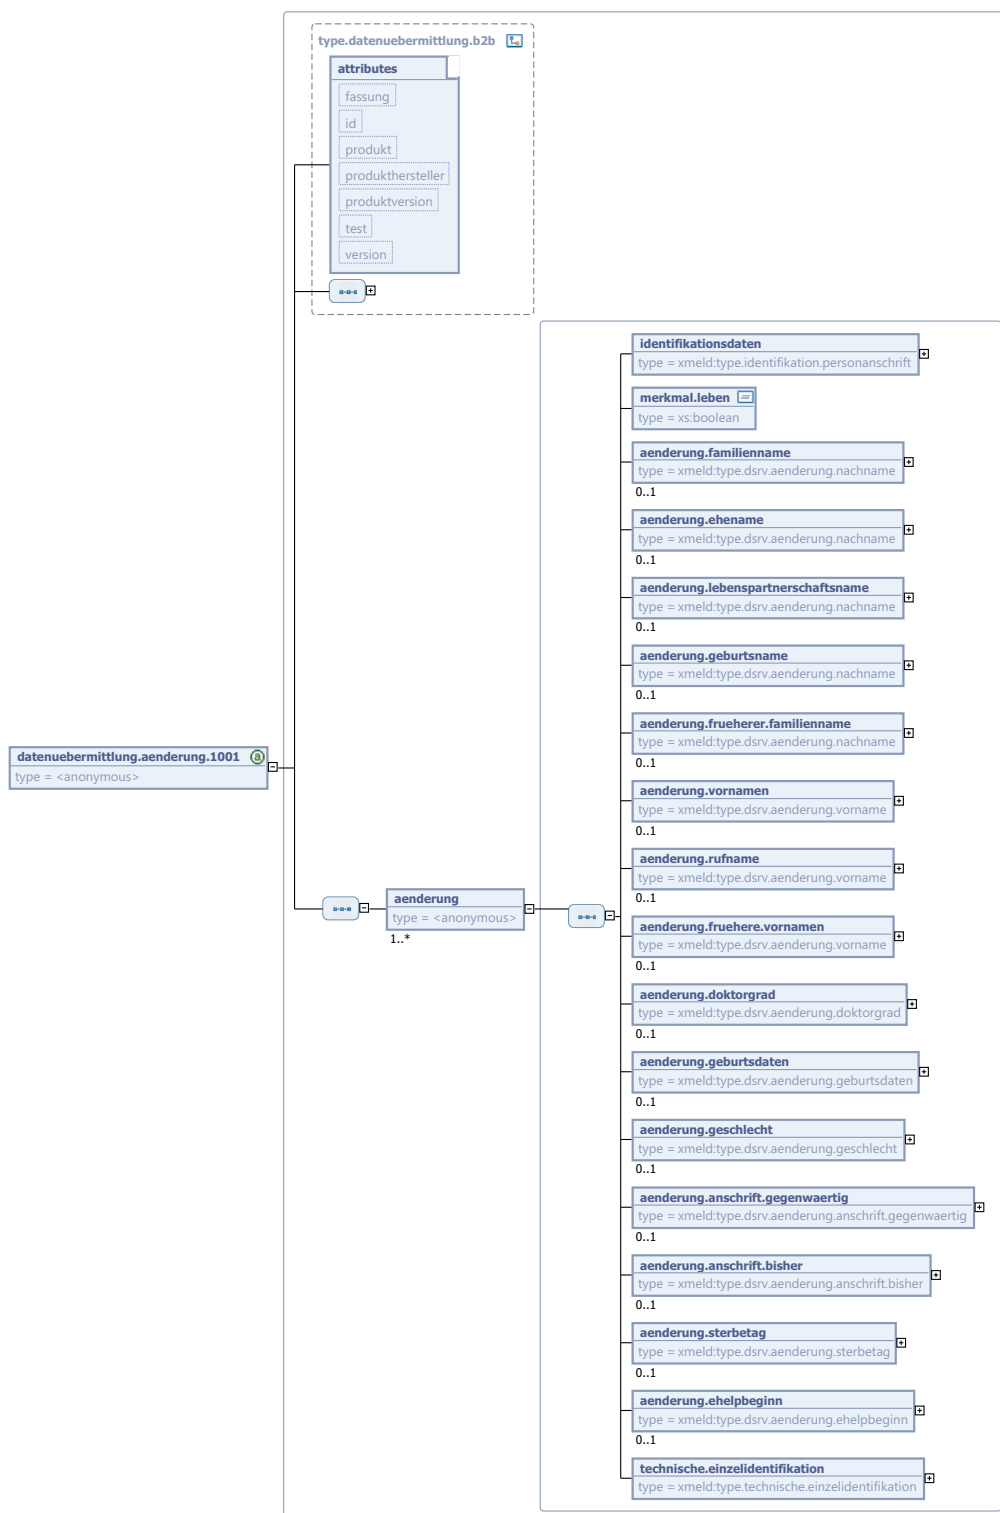 type.datenuebermittlung.b2b
attributes
fassung
id
produkt
produkthersteller
produktversion
test
version
identifikationsdaten
type = xmeld:type.identifikation.personanschrift
merkmal.leben
type = xs:boolean
aenderung.familienname
type = xmeld:type.dsrv.aenderung.nachname
0..1
aenderung.ehename
type = xmeld:type.dsrv.aenderung.nachname
0..1
aenderung.lebenspartnerschaftsname
type = xmeld:type.dsrv.aenderung.nachname
0..1
aenderung.geburtsname
type = xmeld:type.dsrv.aenderung.nachname
0..1
aenderung.frueherer.familienname
type = xmeld:type.dsrv.aenderung.nachname
0..1
datenuebermittlung.aenderung.1001 a
type = <anonymous>
aenderung.vornamen
type = xmeld:type.dsrv.aenderung.vorname
0..1
aenderung.rufname
type = xmeld:type.dsrv.aenderung.vorname
0..1
aenderung
type = <anonymous>
1..*
aenderung.fruehere.vornamen
type = xmeld:type.dsrv.aenderung.vorname
0..1
aenderung.doktorgrad
type = xmeld:type.dsrv.aenderung.doktorgrad
0..1
aenderung.geburtsdaten
type = xmeld:type.dsrv.aenderung.geburtsdaten
0..1
aenderung.geschlecht
type = xmeld:type.dsrv.aenderung.geschlecht
0..1
aenderung.anschrift.gegenwaertig
type = xmeld:type.dsrv.aenderung.anschrift.gegenwaertig
0..1
aenderung.anschrift.bisher
type = xmeld:type.dsrv.aenderung.anschrift.bisher
0..1
aenderung.sterbetag
type = xmeld:type.dsrv.aenderung.sterbetag
0..1
aenderung.ehelpbeginn
type = xmeld:type.dsrv.aenderung.ehelpbeginn
0..1
technische.einzelidentifikation
type = xmeld:type.technische.einzelidentifikation